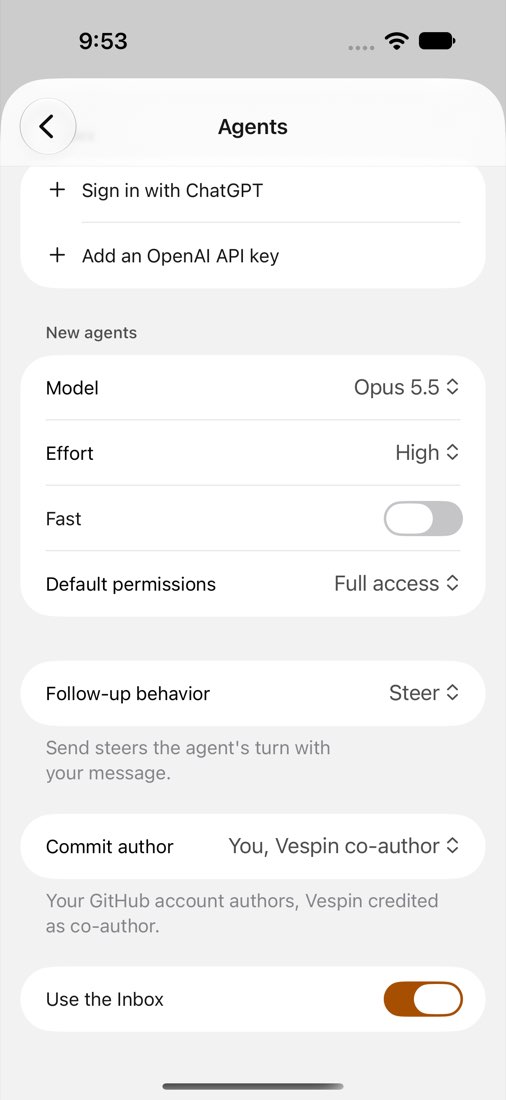 9:53
Agents
Sign in with ChatGPT
Add an OpenAI API key
New agents
Model
Opus 5.5
Effort
High
Fast
Default permissions
Full access
Follow-up behavior
Steer
Send steers the agent's turn with
your message.
Commit author
You, Vespin co-author
Your GitHub account authors, Vespin credited
as co-author.
Use the Inbox